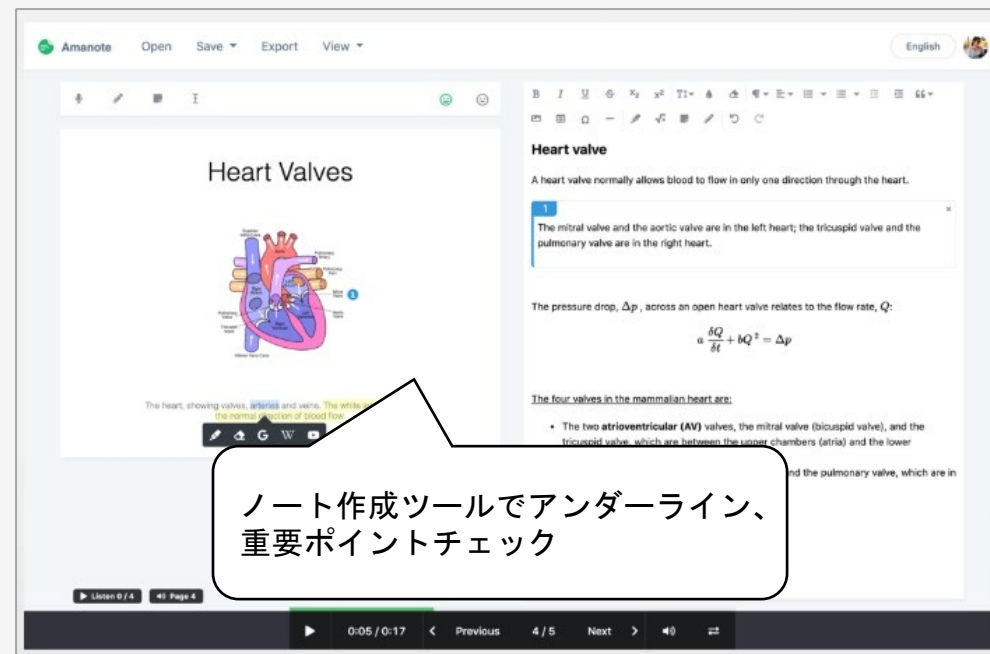 Amanote
Open
Save
Export
View
English
B I U
Heart Valves
Heart valve
A heart valve normally allows blood to flow in only one direction through the heart.
1
The mitral valve and the aortic valve are in the left heart; the tricuspid valve and the
pulmonary valve are in the right heart.
The pressure drop, Δp , across an open heart valve relates to the flow rate, Q:
a δQ/δt + bQ² = Δp
1
The heart, showing valves, arteries and veins. The white
the normal direction of blood flow
G W
The four valves in the mammalian heart are:
• The two atrioventricular (AV) valves, the mitral valve (bicuspid valve), and the
tricuspid valve, which are between the upper chambers (atria) and the lower
nd the pulmonary valve, which are in
ノート作成ツールでアンダーライン、
重要ポイントチェック
Listen 0 / 4
Page 4
0:05 / 0:17
Previous
4 / 5
Next